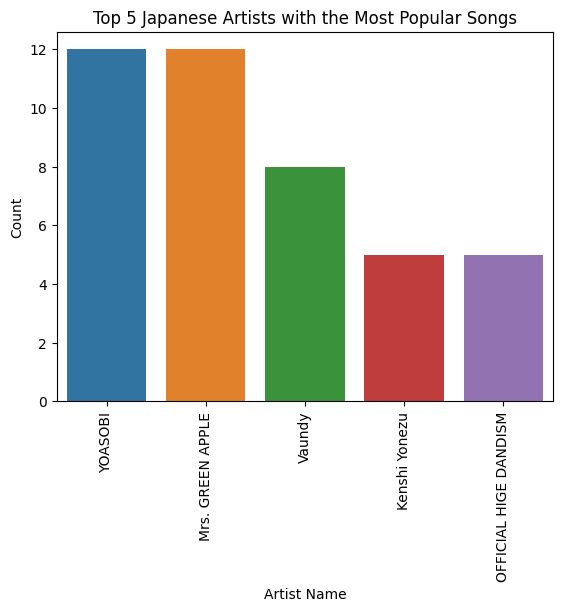 Top 5 Japanese Artists with the Most Popular Songs
12
10
8
6
4
2
0
Count
YOASOBI
Mrs. GREEN APPLE
Vaundy
Kenshi Yonezu
OFFICIAL HIGE DANDISM
Artist Name